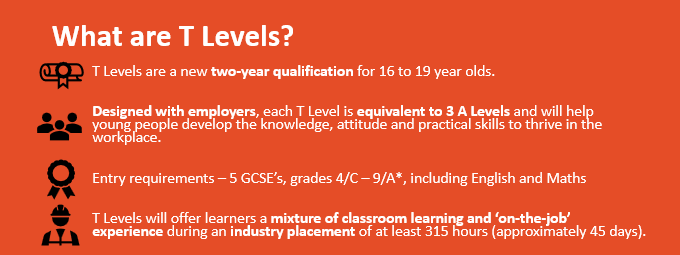 What are T Levels?
T Levels are a new two-year qualification for 16 to 19 year olds.
Designed with employers, each T Level is equivalent to 3 A Levels and will help
young people develop the knowledge, attitude and practical skills to thrive in the
workplace.
Entry requirements – 5 GCSE’s, grades 4/C – 9/A*, including English and Maths
T Levels will offer learners a mixture of classroom learning and ‘on-the-job’
experience during an industry placement of at least 315 hours (approximately 45 days).